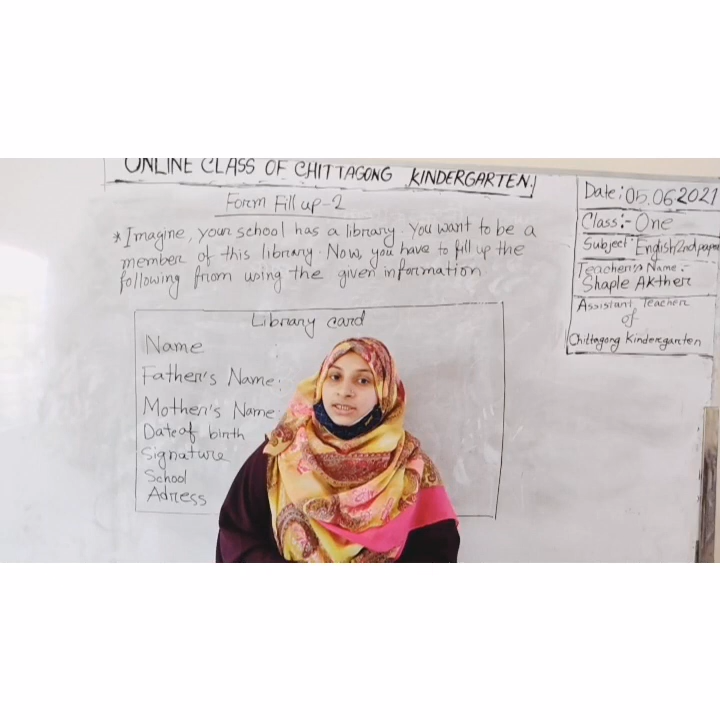 ONLINE CLASS OF CHITTAGONG KINDERGARTEN.
Form Fill up-2
* Imagine, your school has a library. You want to be a
member of this library. Now, you have to fill up the
following from using the given information
Library card
Name
Father's Name:
Mother's Name:
Date of birth
Signature
School
Adress
Date: 05.06.2021
Class:- One
Subject: English/2nd paper
Teacher's Name:-
Shaple Akther
Assistant Teacher
of
Chittagong Kindergarten